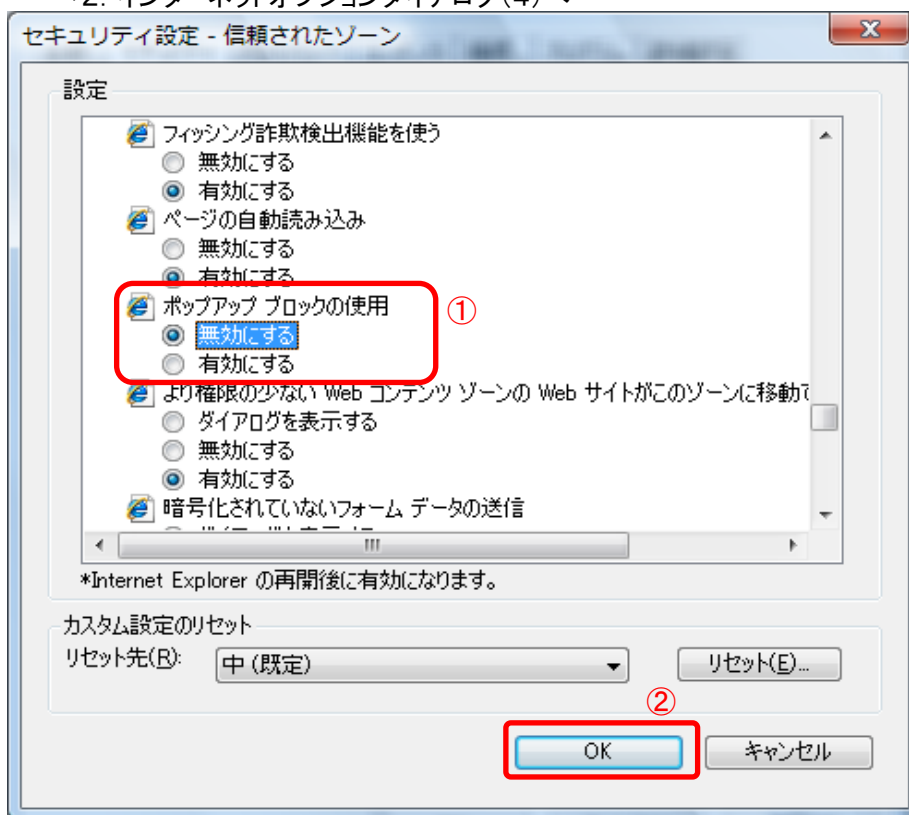 セキュリティ設定 - 信頼されたゾーン
設定
フィッシング詐欺検出機能を使う
無効にする
有効にする
ページの自動読み込み
無効にする
有効にする
ポップアップ ブロックの使用
①
無効にする
有効にする
より権限の少ない Web コンテンツ ゾーンの Web サイトがこのゾーンに移動で
ダイアログを表示する
無効にする
有効にする
暗号化されていないフォーム データの送信
*Internet Explorer の再開後に有効になります。
カスタム設定のリセット
リセット先(R): 中 (既定) リセット(E)...
②
OK キャンセル